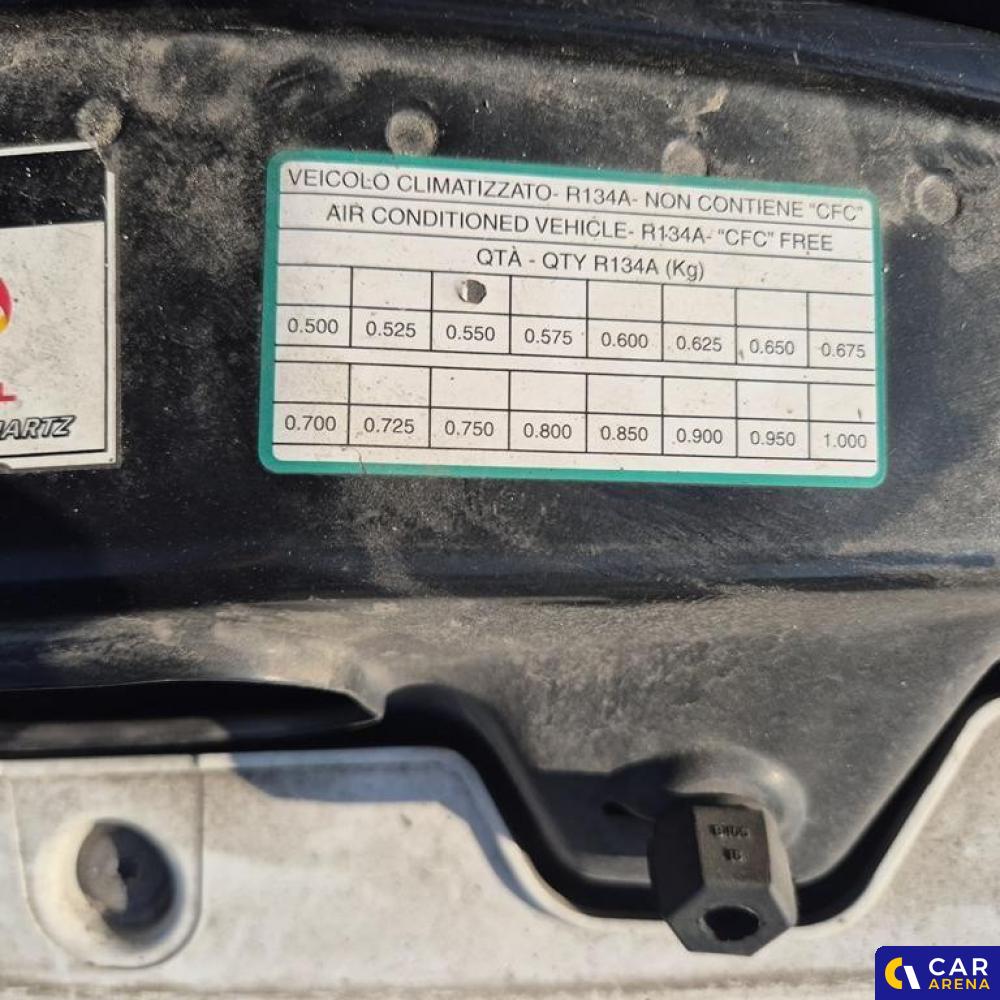 VEICOLO CLIMATIZZATO- R134A- NON CONTIENE "CFC"
AIR CONDITIONED VEHICLE- R134A- "CFC" FREE
QTÀ - QTY R134A (Kg)
0.500 0.525 0.550 0.575 0.600 0.625 0.650 0.675
0.700 0.725 0.750 0.800 0.850 0.900 0.950 1.000
L
ARTZ
CAR
ARENA